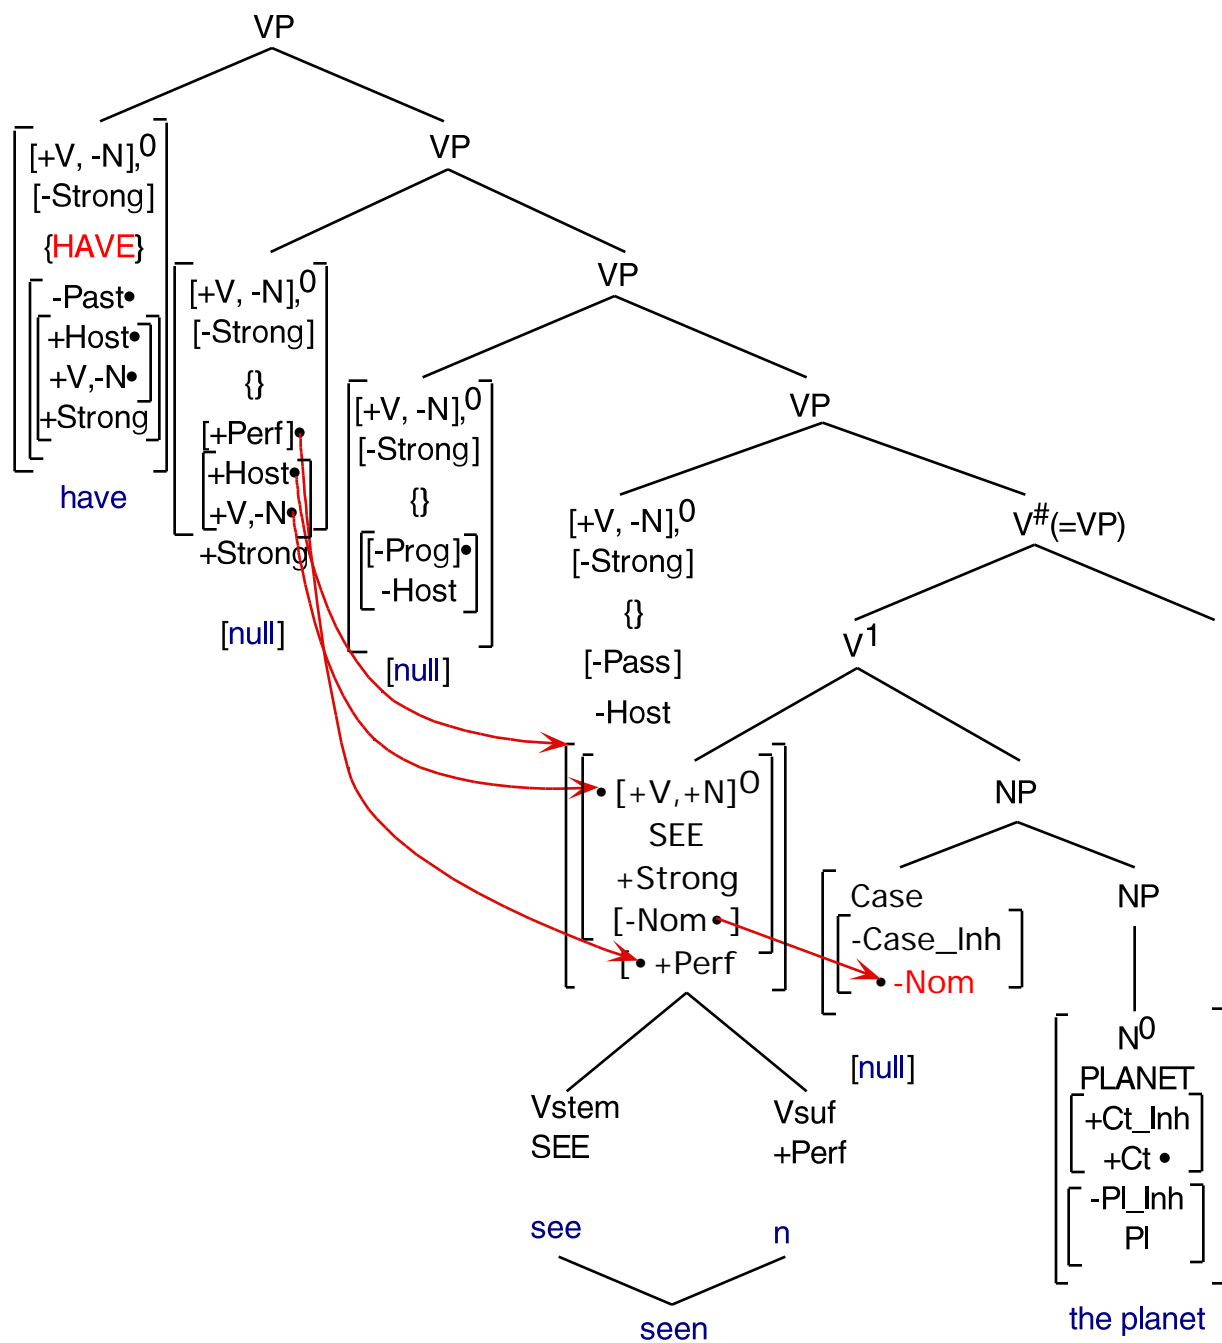 VP
VP
VP
VP
V#(=VP)
V1
NP
NP
[+V, -N],0
[-Strong]
{HAVE}
-Past•
+Host•
+V,-N•
+Strong
have
[+V, -N],0
[-Strong]
{}
[+Perf]•
+Host•
+V,-N•
+Strong
[null]
[+V, -N],0
[-Strong]
{}
[-Prog]•
-Host
[null]
[+V, -N],0
[-Strong]
{}
[-Pass]
-Host
• [+V,+N]O
SEE
+Strong
[-Nom•]
[• +Perf
Case
-Case_Inh
• -Nom
[null]
N0
PLANET
+Ct_Inh
+Ct •
-Pl_Inh
Pl
the planet
Vstem
SEE
Vsuf
+Perf
see
n
seen